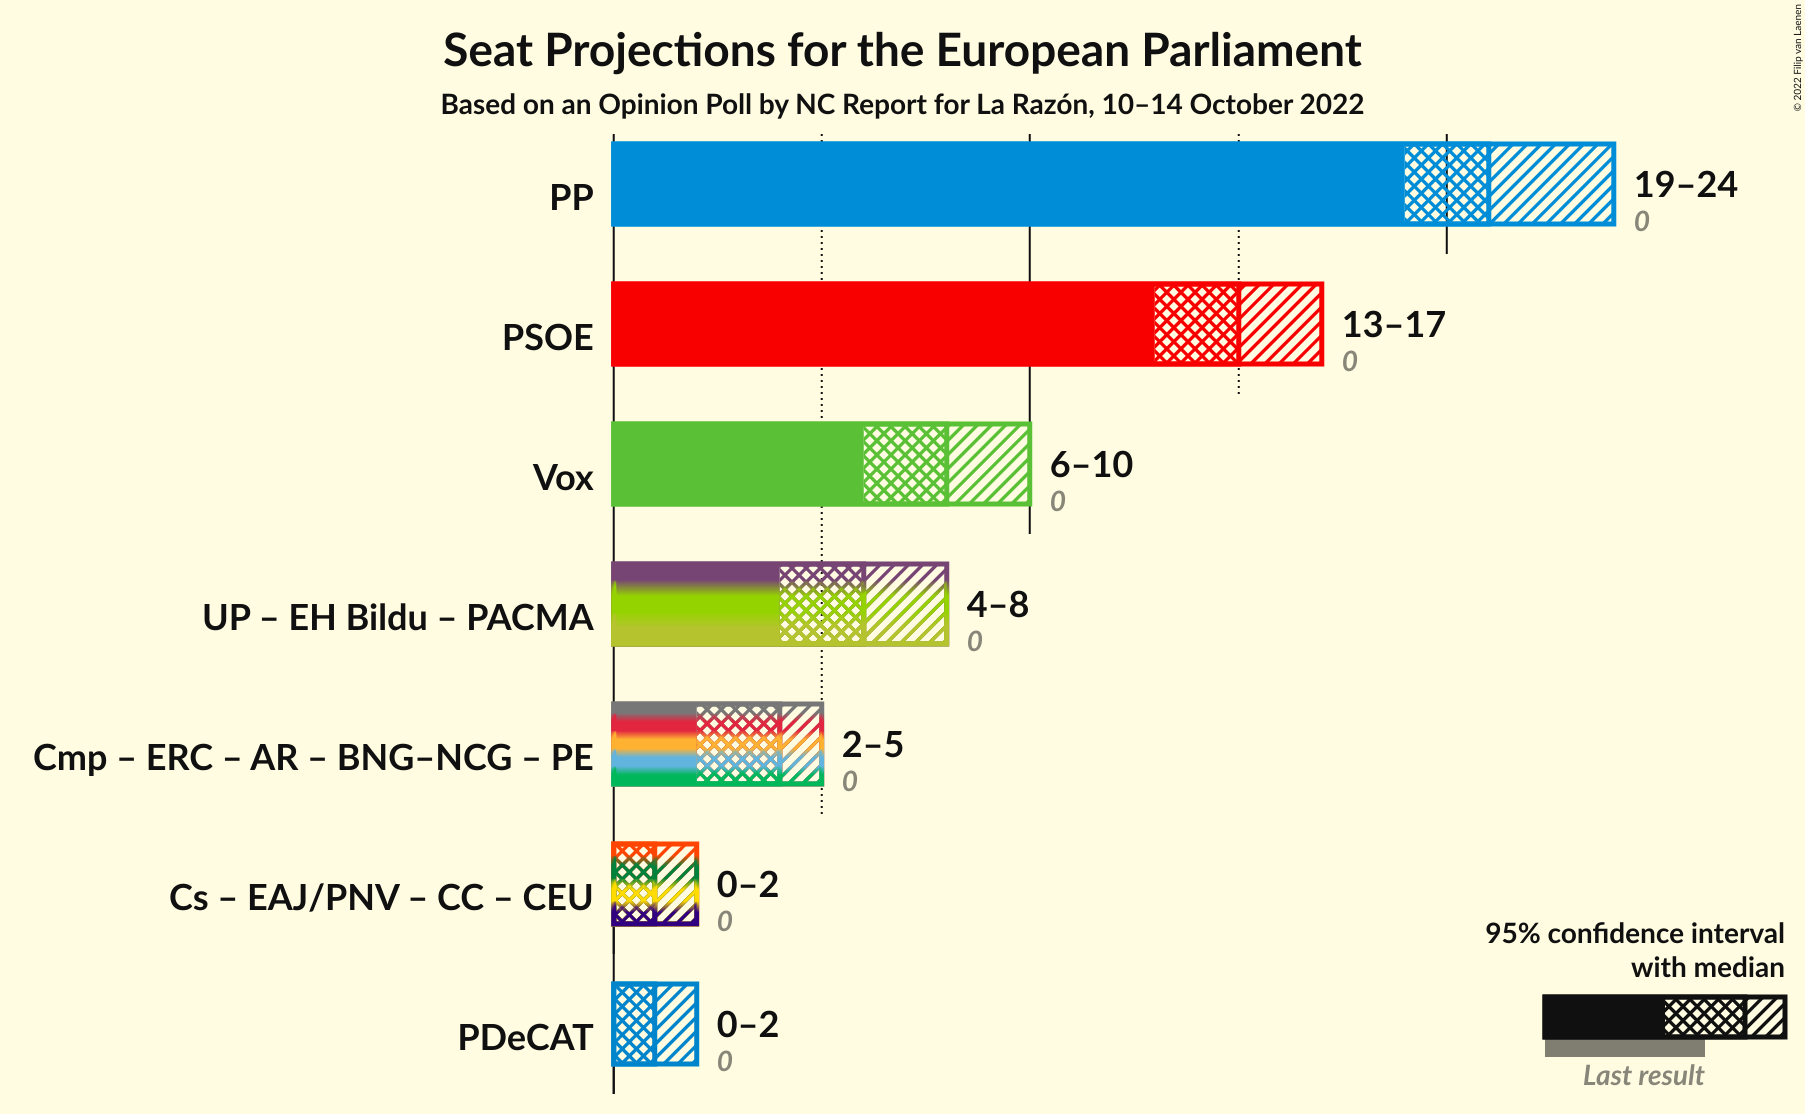 Seat Projections for the European Parliament
Based on an Opinion Poll by NC Report for La Razón, 10–14 October 2022
© 2022 Filip van Laenen
PP
19–24
0
PSOE
13–17
0
Vox
6–10
0
UP – EH Bildu – PACMA
4–8
0
Cmp – ERC – AR – BNG–NCG – PE
2–5
0
Cs – EAJ/PNV – CC – CEU
0–2
0
PDeCAT
0–2
0
95% confidence interval
with median
Last result